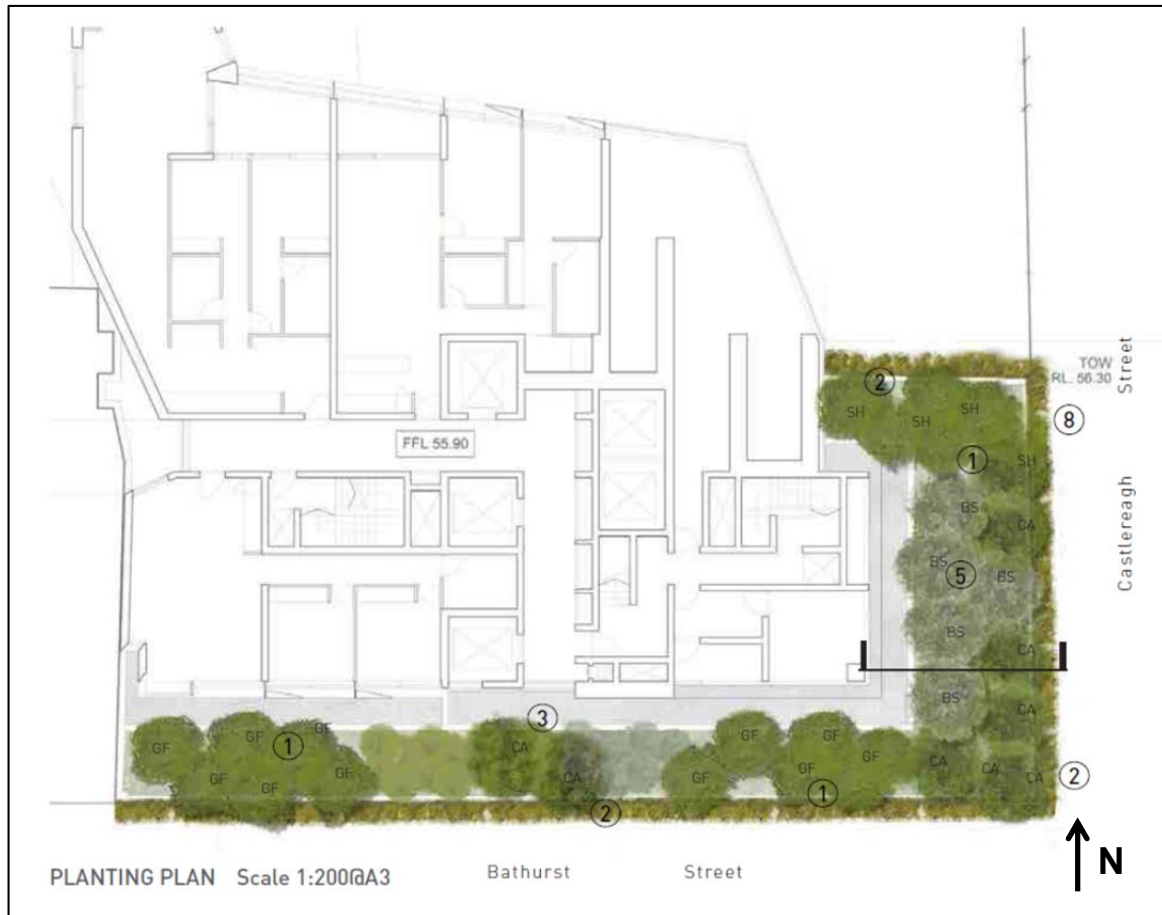 TOW
RL. 56.30
Street
2
8
SH
SH
SH
1
SH
FFL 55.90
BS
CA
Castlereagh
BS
5
BS
BS
CA
BS
CA
3
GF
GF
1
GF
GF
GF
GF
CA
CA
GF
GF
GF
GF
1
CA
CA
CA
2
2
N
PLANTING PLAN Scale 1:200@A3
Bathurst
Street